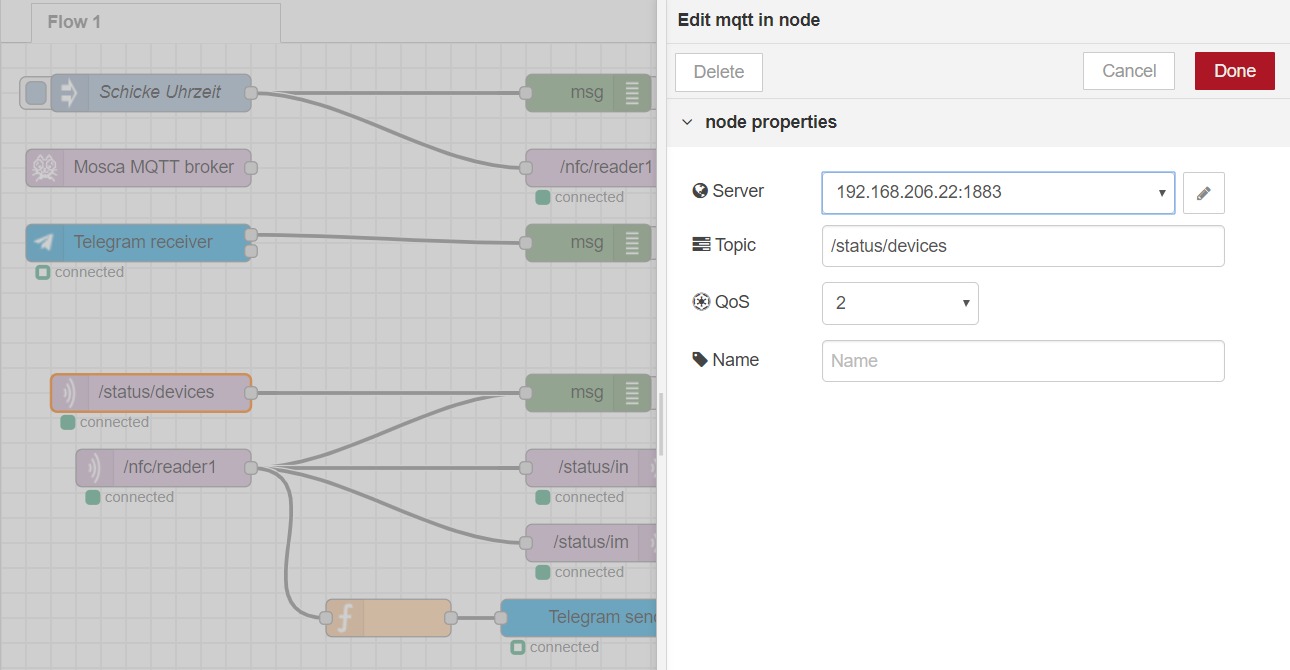 Flow 1
Schicke Uhrzeit
msg
Mosca MQTT broker
/nfc/reader1
connected
Telegram receiver
msg
connected
/status/devices
msg
connected
/nfc/reader1
/status/in
connected
connected
/status/im
connected
Telegram send
connected
Edit mqtt in node
Delete
Cancel
Done
node properties
Server
192.168.206.22:1883
Topic
/status/devices
QoS
2
Name
Name